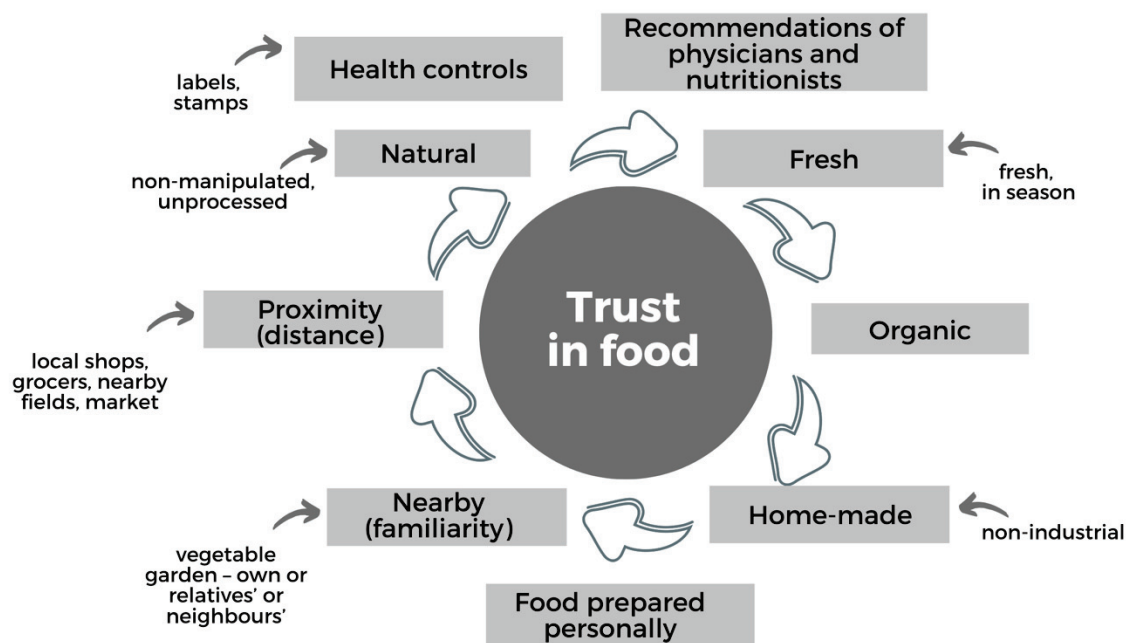 Health controls
Recommendations of
physicians and
nutritionists
labels,
stamps
Natural
Fresh
non-manipulated,
unprocessed
fresh,
in season
Proximity
(distance)
Trust
in food
Organic
local shops,
grocers, nearby
fields, market
Nearby
(familiarity)
Home-made
non-industrial
vegetable
garden – own or
relatives’ or
neighbours’
Food prepared
personally